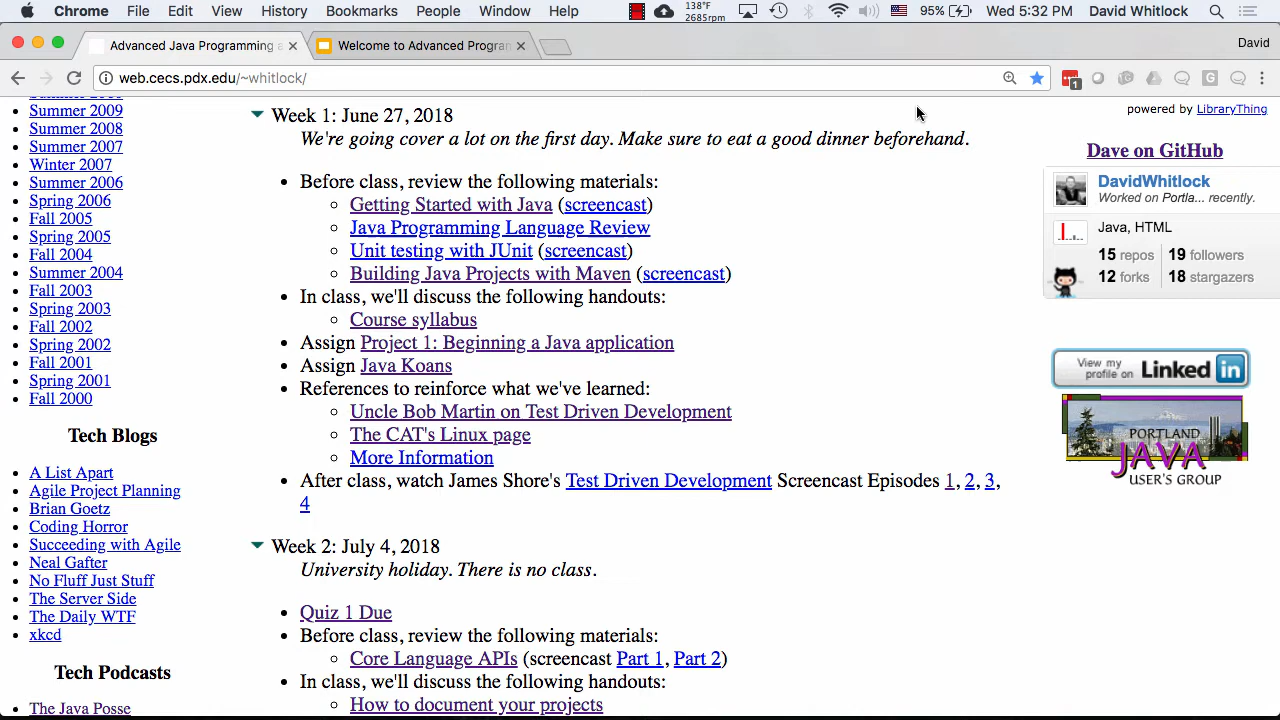 Chrome File Edit View History Bookmarks People Window Help 138°F 2685rpm 95% Wed 5:32 PM David Whitlock
Advanced Java Programming Welcome to Advanced Program David
web.cecs.pdx.edu/~whitlock/ 1
Summer 2009
Summer 2008
Summer 2007
Winter 2007
Summer 2006
Spring 2006
Fall 2005
Spring 2005
Fall 2004
Summer 2004
Fall 2003
Spring 2003
Fall 2002
Spring 2002
Fall 2001
Spring 2001
Fall 2000
Tech Blogs
A List Apart
Agile Project Planning
Brian Goetz
Coding Horror
Succeeding with Agile
Neal Gafter
No Fluff Just Stuff
The Server Side
The Daily WTF
xkcd
Tech Podcasts
The Java Posse
Week 1: June 27, 2018
We're going cover a lot on the first day. Make sure to eat a good dinner beforehand.
Before class, review the following materials:
Getting Started with Java (screencast)
Java Programming Language Review
Unit testing with JUnit (screencast)
Building Java Projects with Maven (screencast)
In class, we'll discuss the following handouts:
Course syllabus
Assign Project 1: Beginning a Java application
Assign Java Koans
References to reinforce what we've learned:
Uncle Bob Martin on Test Driven Development
The CAT's Linux page
More Information
After class, watch James Shore's Test Driven Development Screencast Episodes 1, 2, 3,
4
Week 2: July 4, 2018
University holiday. There is no class.
Quiz 1 Due
Before class, review the following materials:
Core Language APIs (screencast Part 1, Part 2)
In class, we'll discuss the following handouts:
How to document your projects
powered by LibraryThing
Dave on GitHub
DavidWhitlock
Worked on Portla... recently.
Java, HTML
15 repos 19 followers
12 forks 18 stargazers
View my
profile on LinkedIn
PORTLAND
JAVA
USER'S GROUP